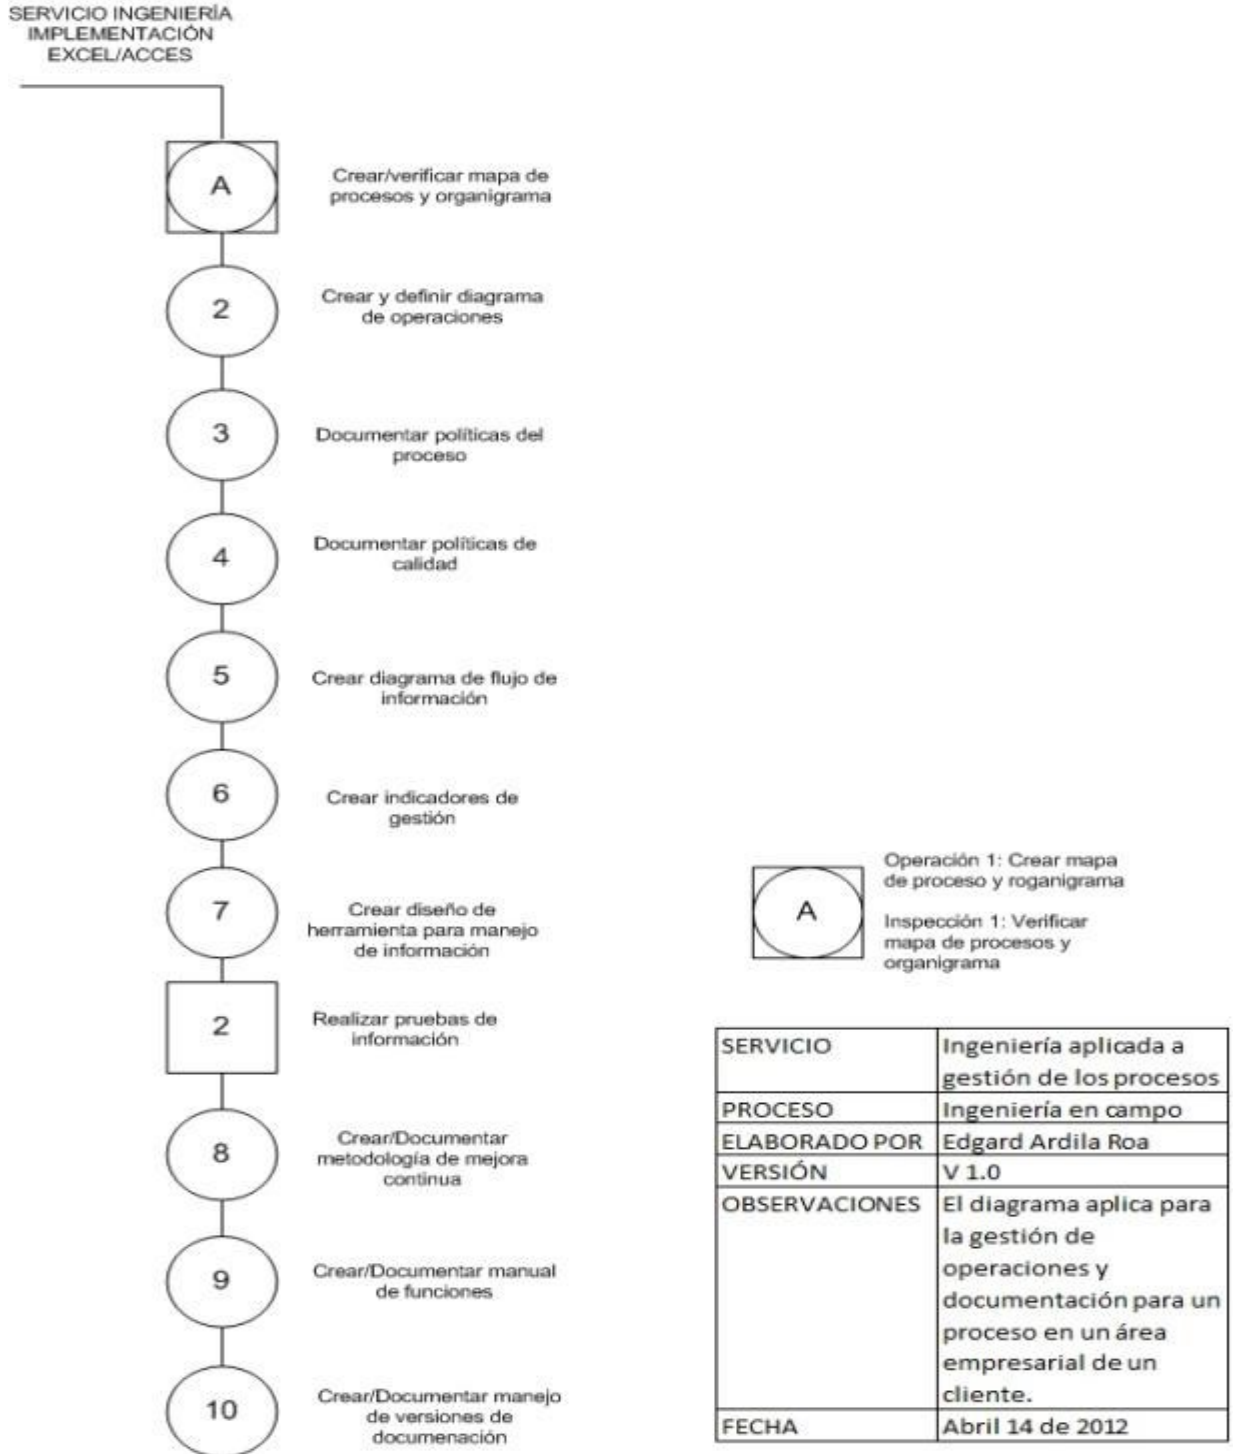 SERVICIO INGENIERÍA
IMPLEMENTACIÓN
EXCEL/ACCES
A
Crear/verificar mapa de
procesos y organigrama
2
Crear y definir diagrama
de operaciones
3
Documentar políticas del
proceso
4
Documentar políticas de
calidad
5
Crear diagrama de flujo de
información
6
Crear indicadores de
gestión
7
Crear diseño de
herramienta para manejo
de información
2
Realizar pruebas de
información
8
Crear/Documentar
metodología de mejora
continua
9
Crear/Documentar manual
de funciones
10
Crear/Documentar manejo
de versiones de
documenación
A
Operación 1: Crear mapa
de proceso y roganigrama
Inspección 1: Verificar
mapa de procesos y
organigrama
SERVICIO
Ingeniería aplicada a
gestión de los procesos
PROCESO
Ingeniería en campo
ELABORADO POR
Edgard Ardila Roa
VERSIÓN
V 1.0
OBSERVACIONES
El diagrama aplica para
la gestión de
operaciones y
documentación para un
proceso en un área
empresarial de un
cliente.
FECHA
Abril 14 de 2012